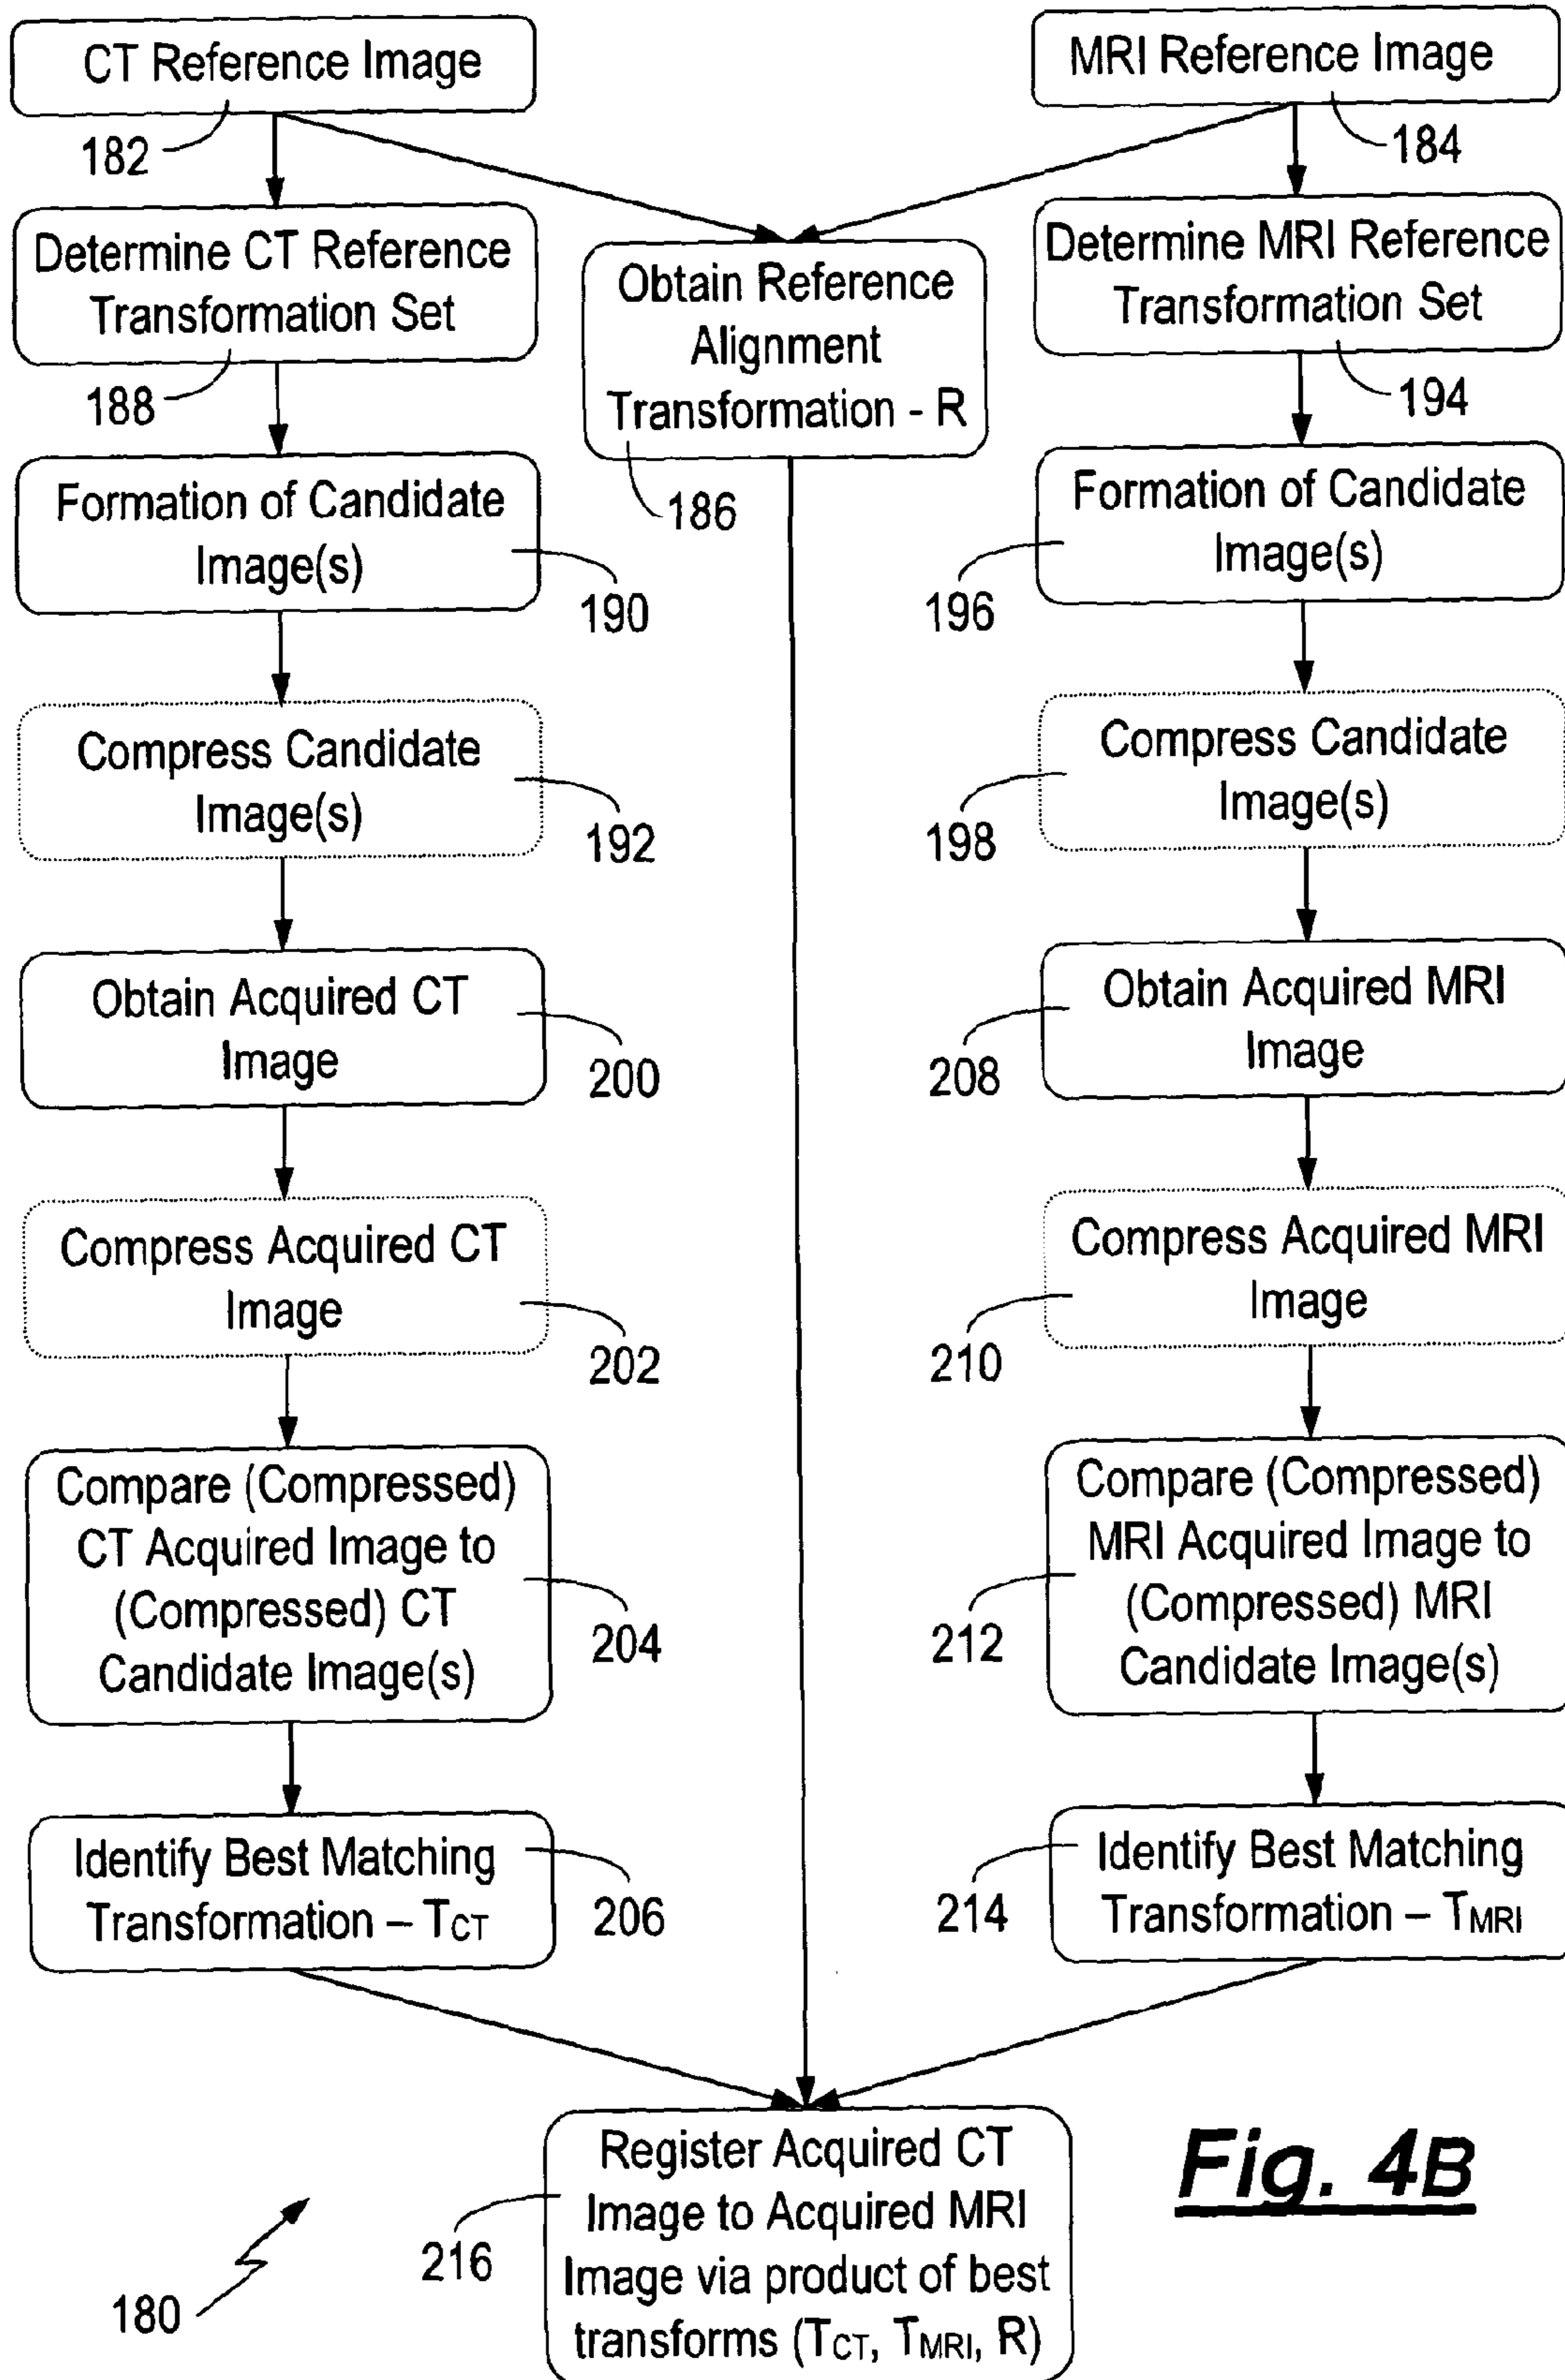 CT Reference Image
182
MRI Reference Image
184
Determine CT Reference
Transformation Set
188
Obtain Reference
Alignment
Transformation - R
186
Determine MRI Reference
Transformation Set
194
Formation of Candidate
Image(s)
190
Formation of Candidate
Image(s)
196
Compress Candidate
Image(s)
192
Compress Candidate
Image(s)
198
Obtain Acquired CT
Image
200
Obtain Acquired MRI
Image
208
Compress Acquired CT
Image
202
Compress Acquired MRI
Image
210
Compare (Compressed)
CT Acquired Image to
(Compressed) CT
Candidate Image(s)
204
Compare (Compressed)
MRI Acquired Image to
(Compressed) MRI
Candidate Image(s)
212
Identify Best Matching
Transformation – TCT
206
Identify Best Matching
Transformation – TMRI
214
Register Acquired CT
Image to Acquired MRI
Image via product of best
transforms (TCT, TMRI, R)
216
180
Fig. 4B